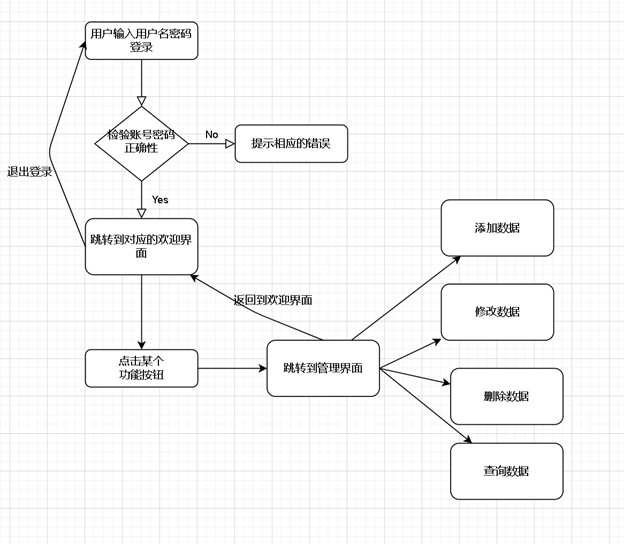 用户输入用户名密码
登录
检验账号密码
正确性
No
提示相应的错误
退出登录
Yes
跳转到对应的欢迎界
面
添加数据
返回到欢迎界面
修改数据
点击某个
功能按钮
跳转到管理界面
删除数据
查询数据